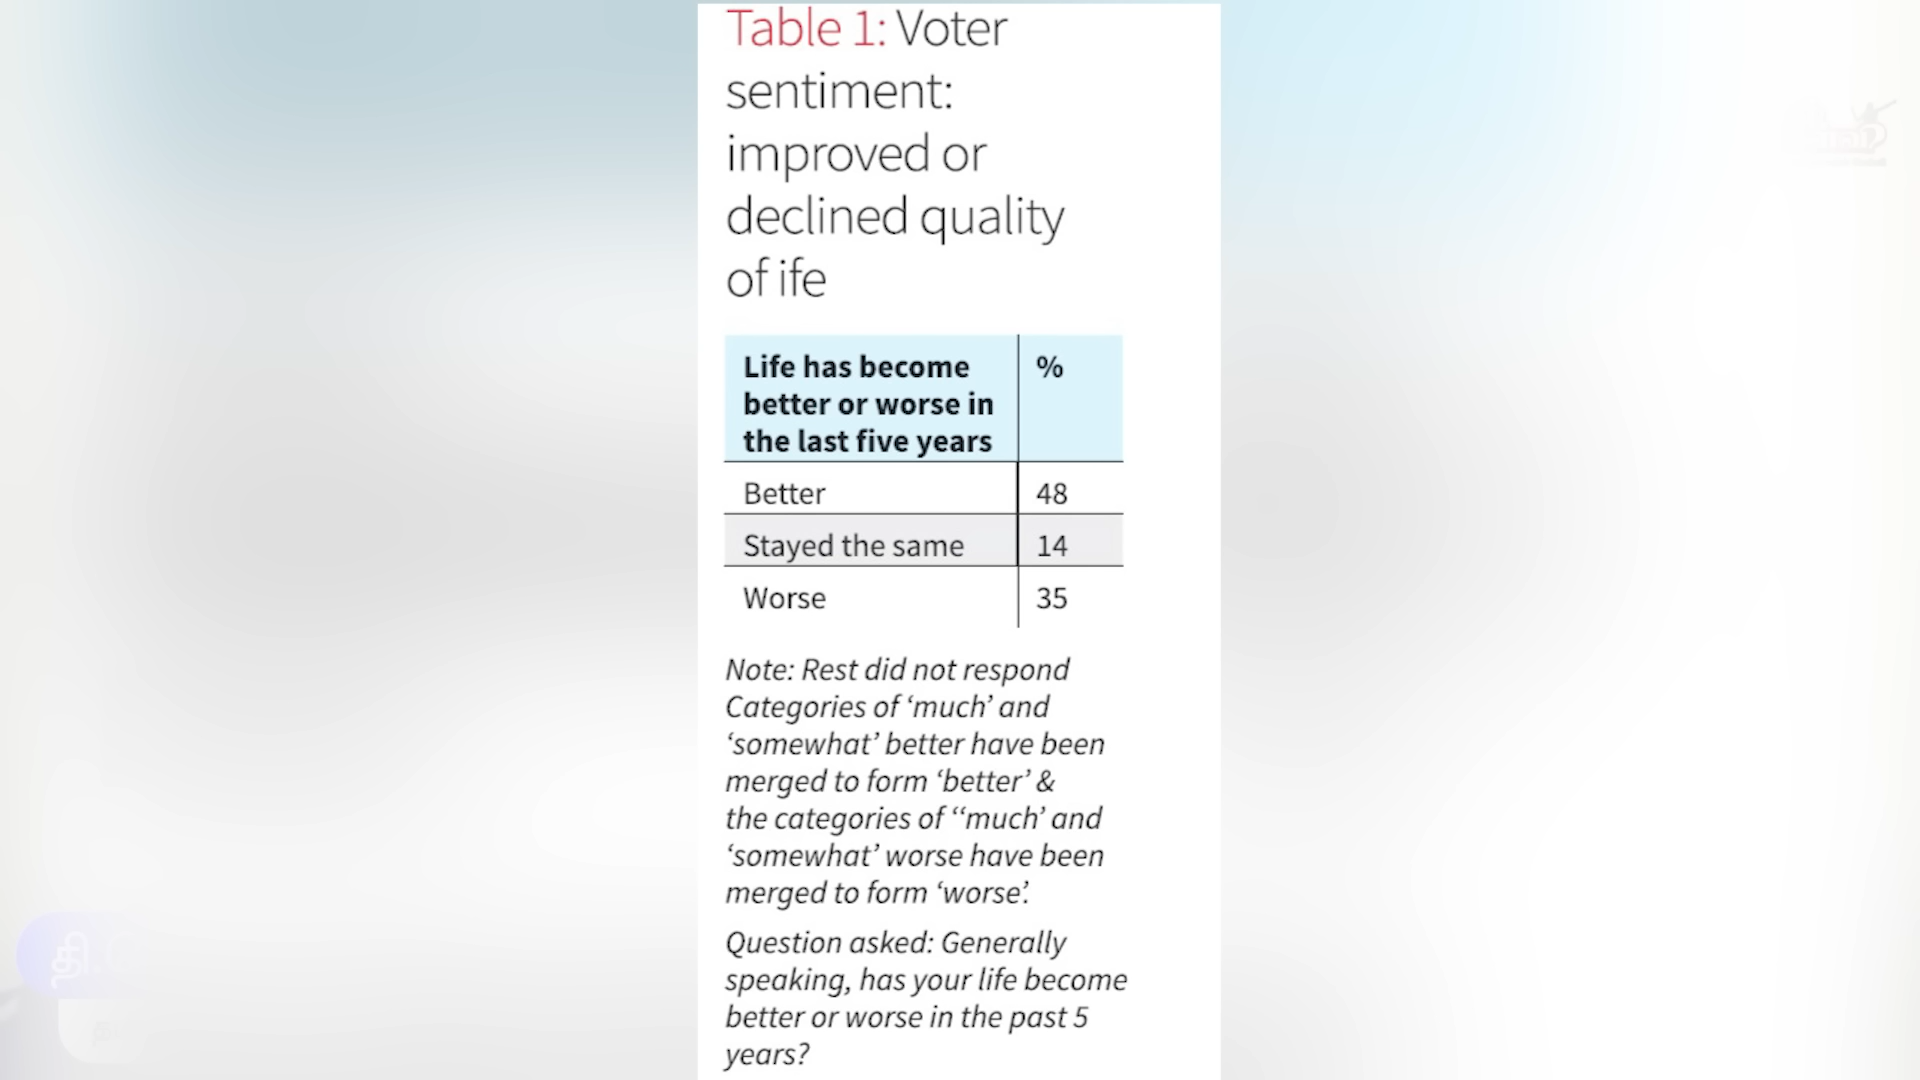 Table 1: Voter
sentiment:
improved or
declined quality
of ife
Life has become
better or worse in
the last five years
%
Better
48
Stayed the same
14
Worse
35
Note: Rest did not respond
Categories of ‘much’ and
‘somewhat’ better have been
merged to form ‘better’ &
the categories of ‘‘much’ and
‘somewhat’ worse have been
merged to form ‘worse’.
Question asked: Generally
speaking, has your life become
better or worse in the past 5
years?
தி.